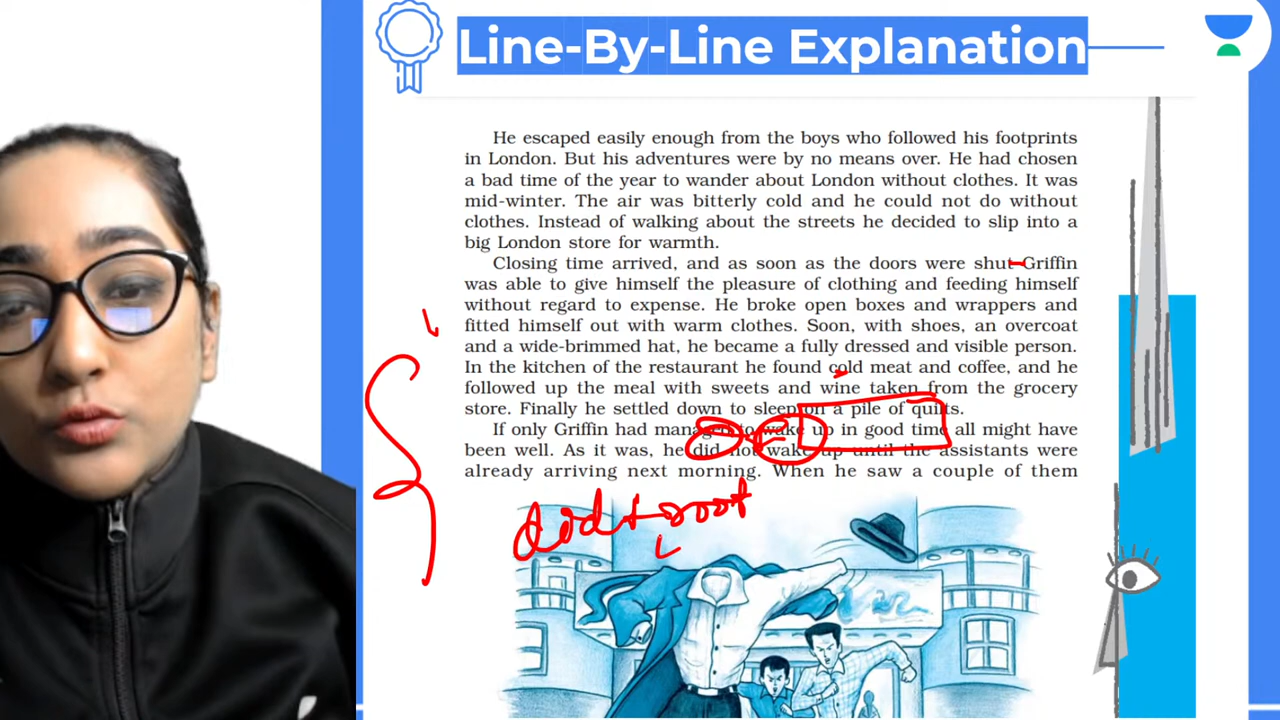 Line-By-Line Explanation
He escaped easily enough from the boys who followed his footprints
in London. But his adventures were by no means over. He had chosen
a bad time of the year to wander about London without clothes. It was
mid-winter. The air was bitterly cold and he could not do without
clothes. Instead of walking about the streets he decided to slip into a
big London store for warmth.
Closing time arrived, and as soon as the doors were shut Griffin
was able to give himself the pleasure of clothing and feeding himself
without regard to expense. He broke open boxes and wrappers and
fitted himself out with warm clothes. Soon, with shoes, an overcoat
and a wide-brimmed hat, he became a fully dressed and visible person.
In the kitchen of the restaurant he found cold meat and coffee, and he
followed up the meal with sweets and wine taken from the grocery
store. Finally he settled down to sleep on a pile of quilts.
If only Griffin had managed to wake up in good time all might have
been well. As it was, he did not wake up until the assistants were
already arriving next morning. When he saw a couple of them
did + root